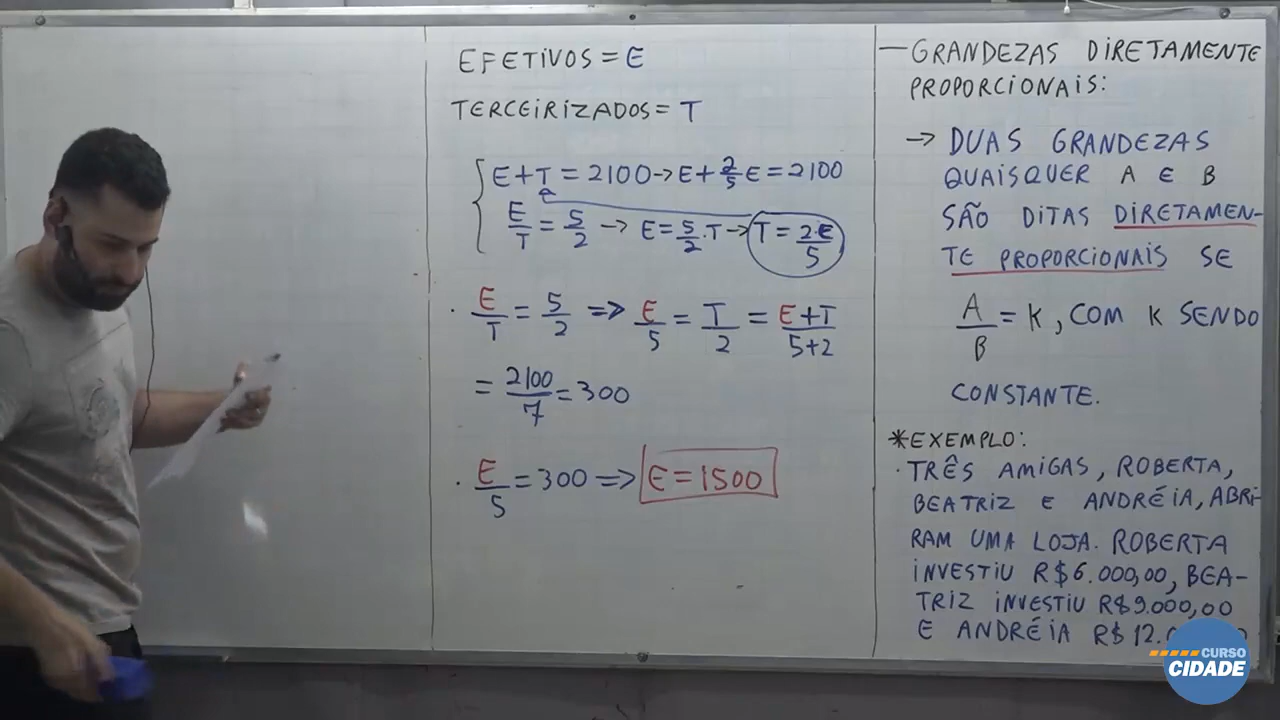 EFETIVOS = E
TERCEIRIZADOS = T
E+T = 2100 → E + 2/5 E = 2100
E/T = 5/2 → E = 5/2 . T → T = 2.E/5
. E/T = 5/2 => E/5 = T/2 = E+T/5+2
= 2100/7 = 300
. E/5 = 300 => E = 1500
— GRANDEZAS DIRETAMENTE
PROPORCIONAIS:
→ DUAS GRANDEZAS
QUAISQUER A E B
SÃO DITAS DIRETAMEN-
TE PROPORCIONAIS SE
A/B = K, COM K SENDO
CONSTANTE.
*EXEMPLO:
. TRÊS AMIGAS, ROBERTA,
BEATRIZ E ANDRÉIA, ABRI-
RAM UMA LOJA. ROBERTA
INVESTIU R$6.000,00, BEA-
TRIZ INVESTIU R$9.000,00
E ANDRÉIA R$ 12.
CURSO
CIDADE